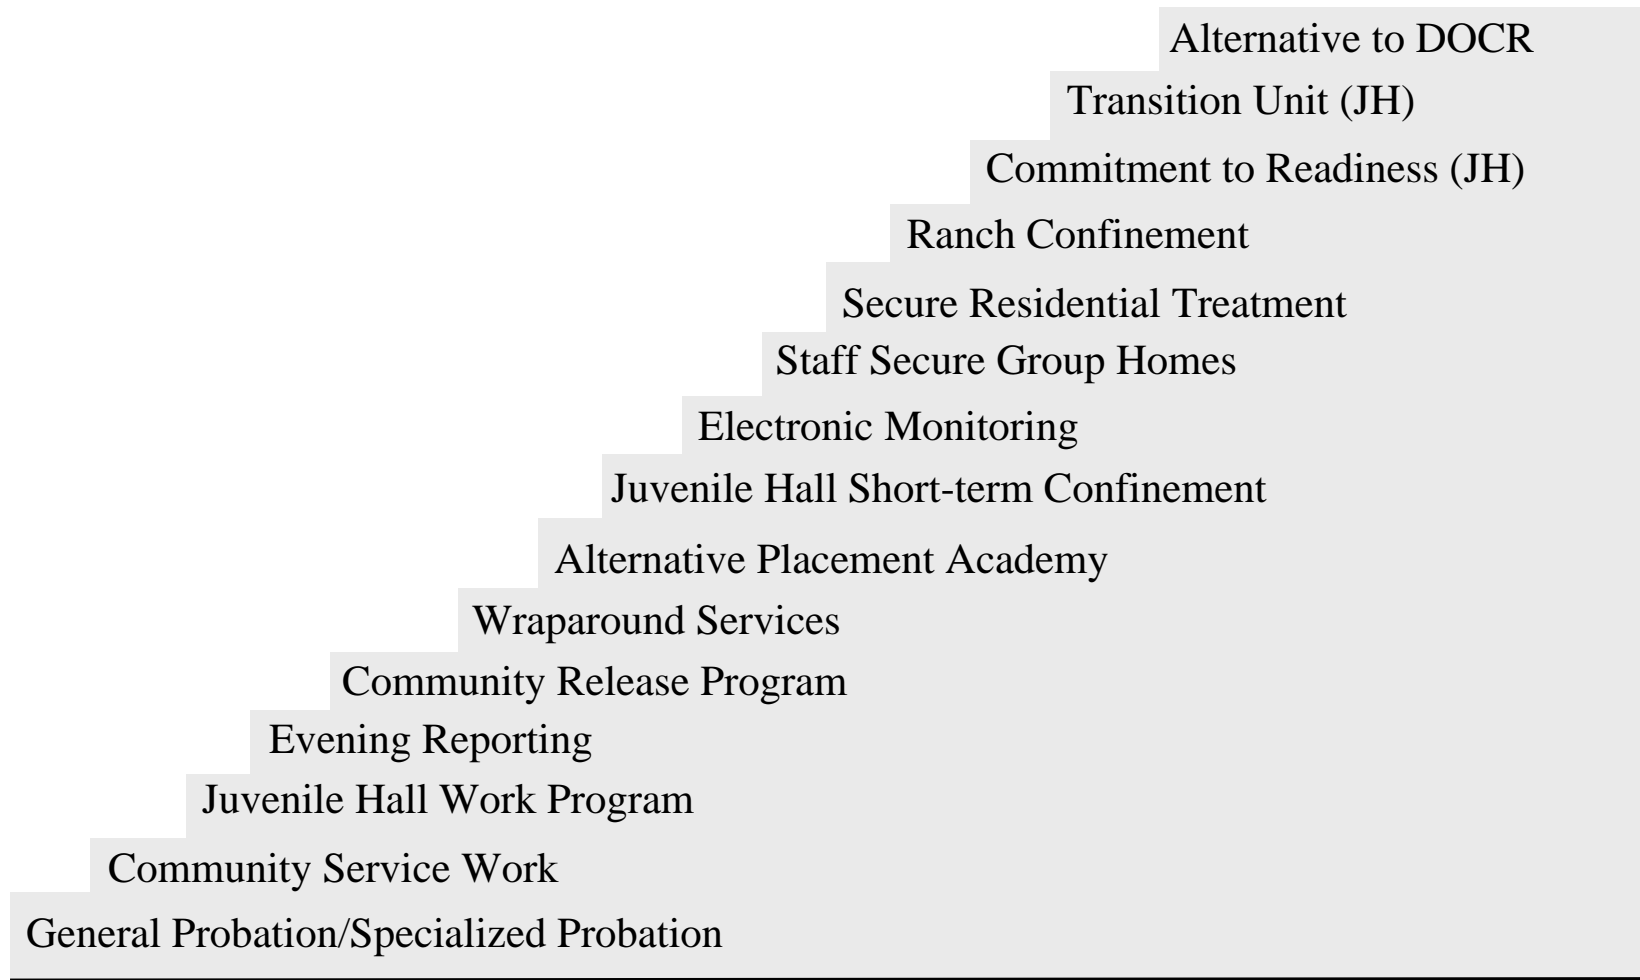 Alternative to DOCR
Transition Unit (JH)
Commitment to Readiness (JH)
Ranch Confinement
Secure Residential Treatment
Staff Secure Group Homes
Electronic Monitoring
Juvenile Hall Short-term Confinement
Alternative Placement Academy
Wraparound Services
Community Release Program
Evening Reporting
Juvenile Hall Work Program
Community Service Work
General Probation/Specialized Probation